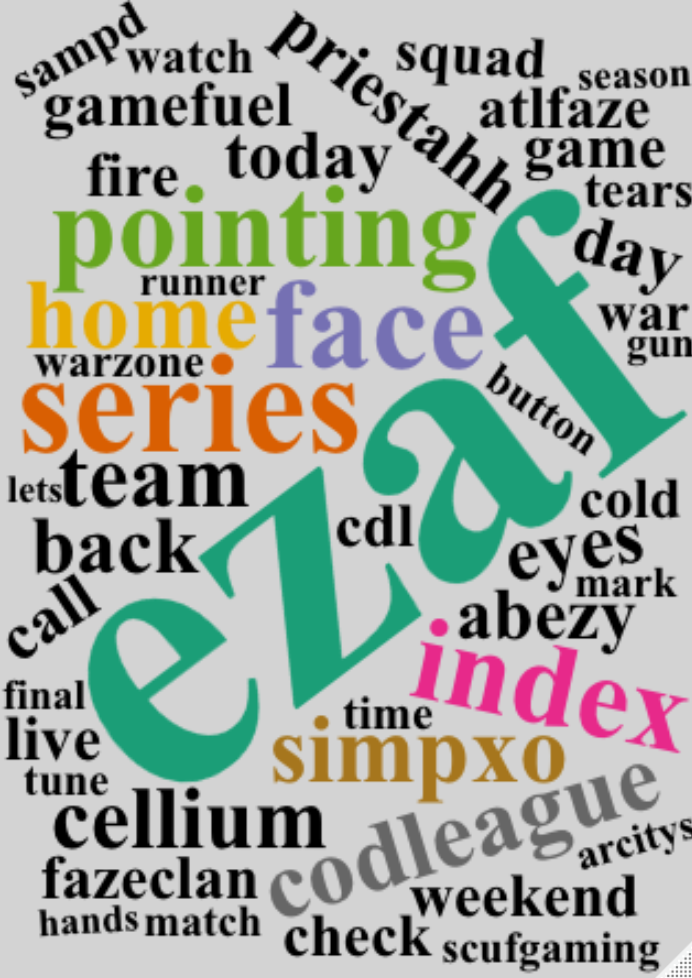 sampd
watch
priestahh
squad
season
gamefuel
atlfaze
today
game
fire
tears
pointing
day
runner
home
face
war
gun
warzone
series
button
ezaf
lets
team
cdl
cold
back
eyes
mark
call
abezy
index
final
time
live
simpxo
tune
cellium
codleague
arcitys
fazeclan
weekend
hands
match
check
scufgaming